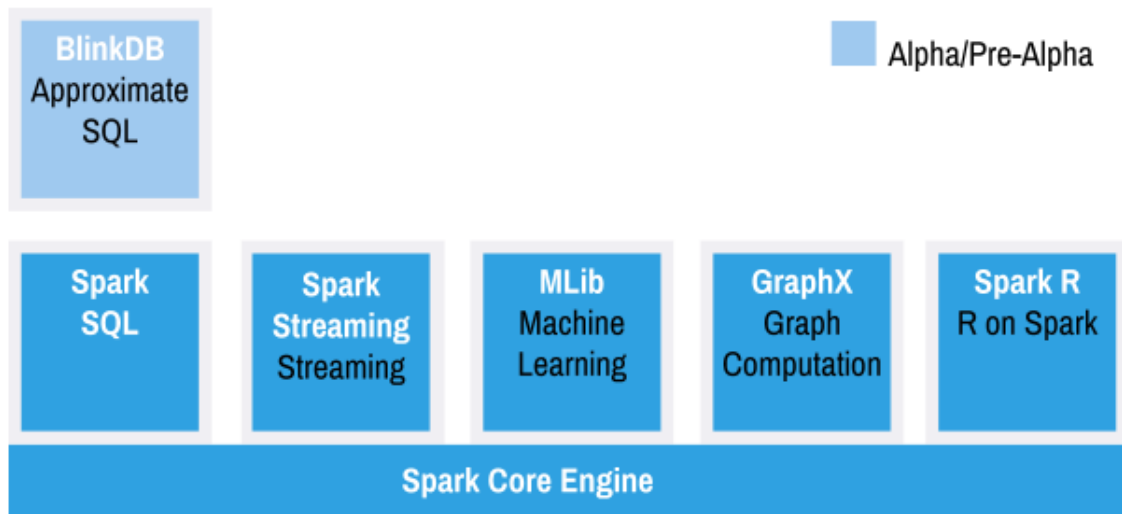 BlinkDB
Approximate
SQL
Alpha/Pre-Alpha
Spark
SQL
Spark
Streaming
Streaming
MLib
Machine
Learning
GraphX
Graph
Computation
Spark R
R on Spark
Spark Core Engine